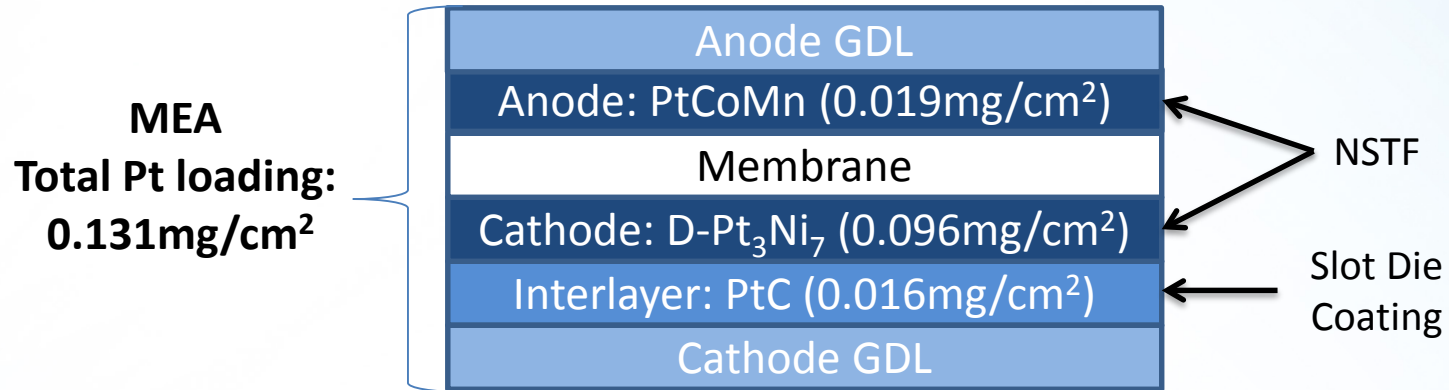 Anode GDL
Anode: PtCoMn (0.019mg/cm²)
Membrane
Cathode: D-Pt₃Ni₇ (0.096mg/cm²)
Interlayer: PtC (0.016mg/cm²)
Cathode GDL
MEA
Total Pt loading:
0.131mg/cm²
NSTF
Slot Die
Coating